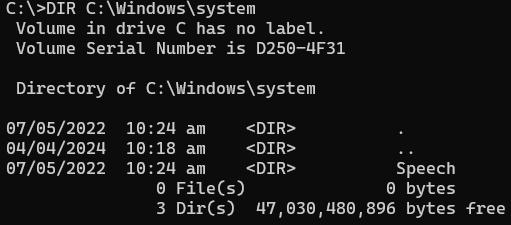 C:\>DIR C:\Windows\system
Volume in drive C has no label.
Volume Serial Number is D250-4F31
Directory of C:\Windows\system
07/05/2022  10:24 am    <DIR>          .
04/04/2024  10:18 am    <DIR>          ..
07/05/2022  10:24 am    <DIR>          Speech
0 File(s)              0 bytes
3 Dir(s)  47,030,480,896 bytes free